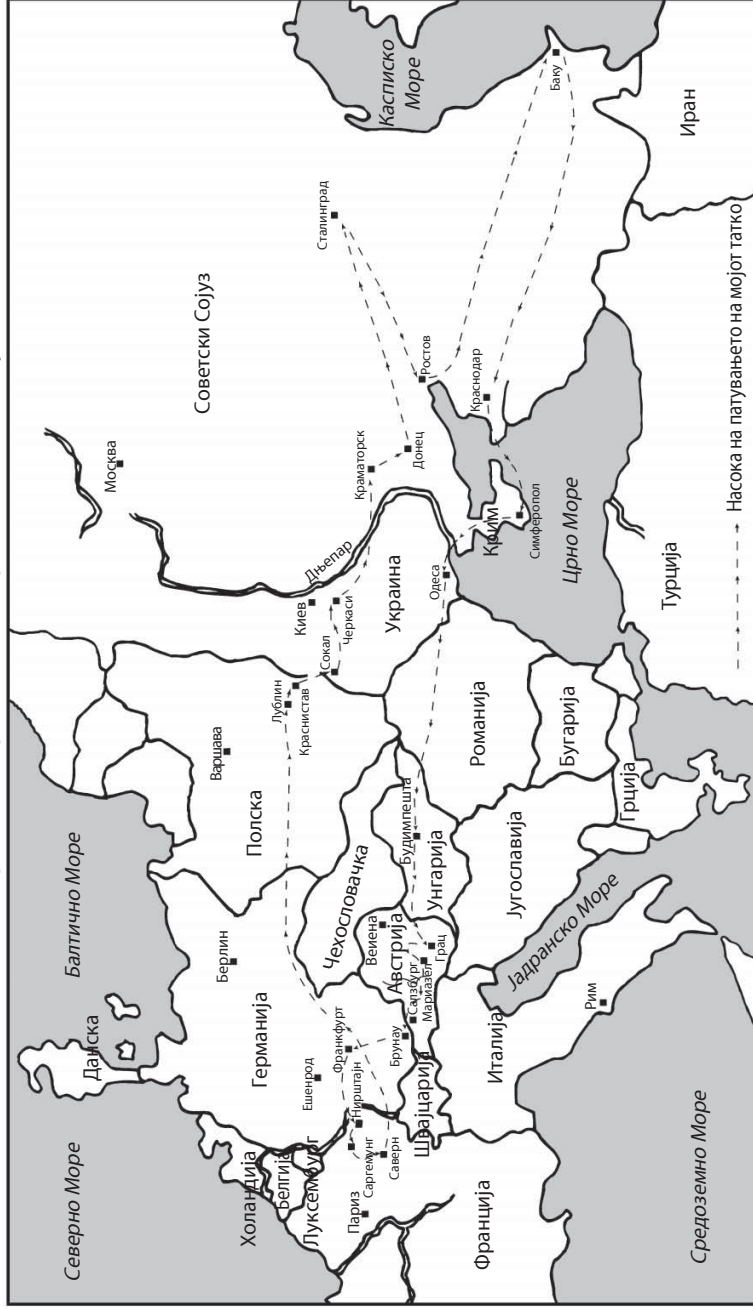 Северно Море
Данска
Балтичко Море
Холандија
Белгија
Луксембург
Париз
Саргемунг
Саверн
Нирштајн
Ешенрод
Франкфурт
Германија
Берлин
Полска
Варшава
Лублин
Краснистав
Сокал
Киев
Черкаси
Дњепар
Украина
Москва
Советски Сојуз
Краматорск
Донец
Сталинград
Ростов
Краснодар
Касписко
Море
Баку
Иран
Чехословачка
Веиена
Австрија
Салзбург
Мариазел
Грац
Брунау
Швајцарија
Франција
Италија
Рим
Будимпешта
Унгарија
Југославија
Јадранско Море
Романија
Бугарија
Грција
Одеса
Крим
Симферопол
Црно Море
Турција
Средоземно Море
Насока на патувањето на мојот татко